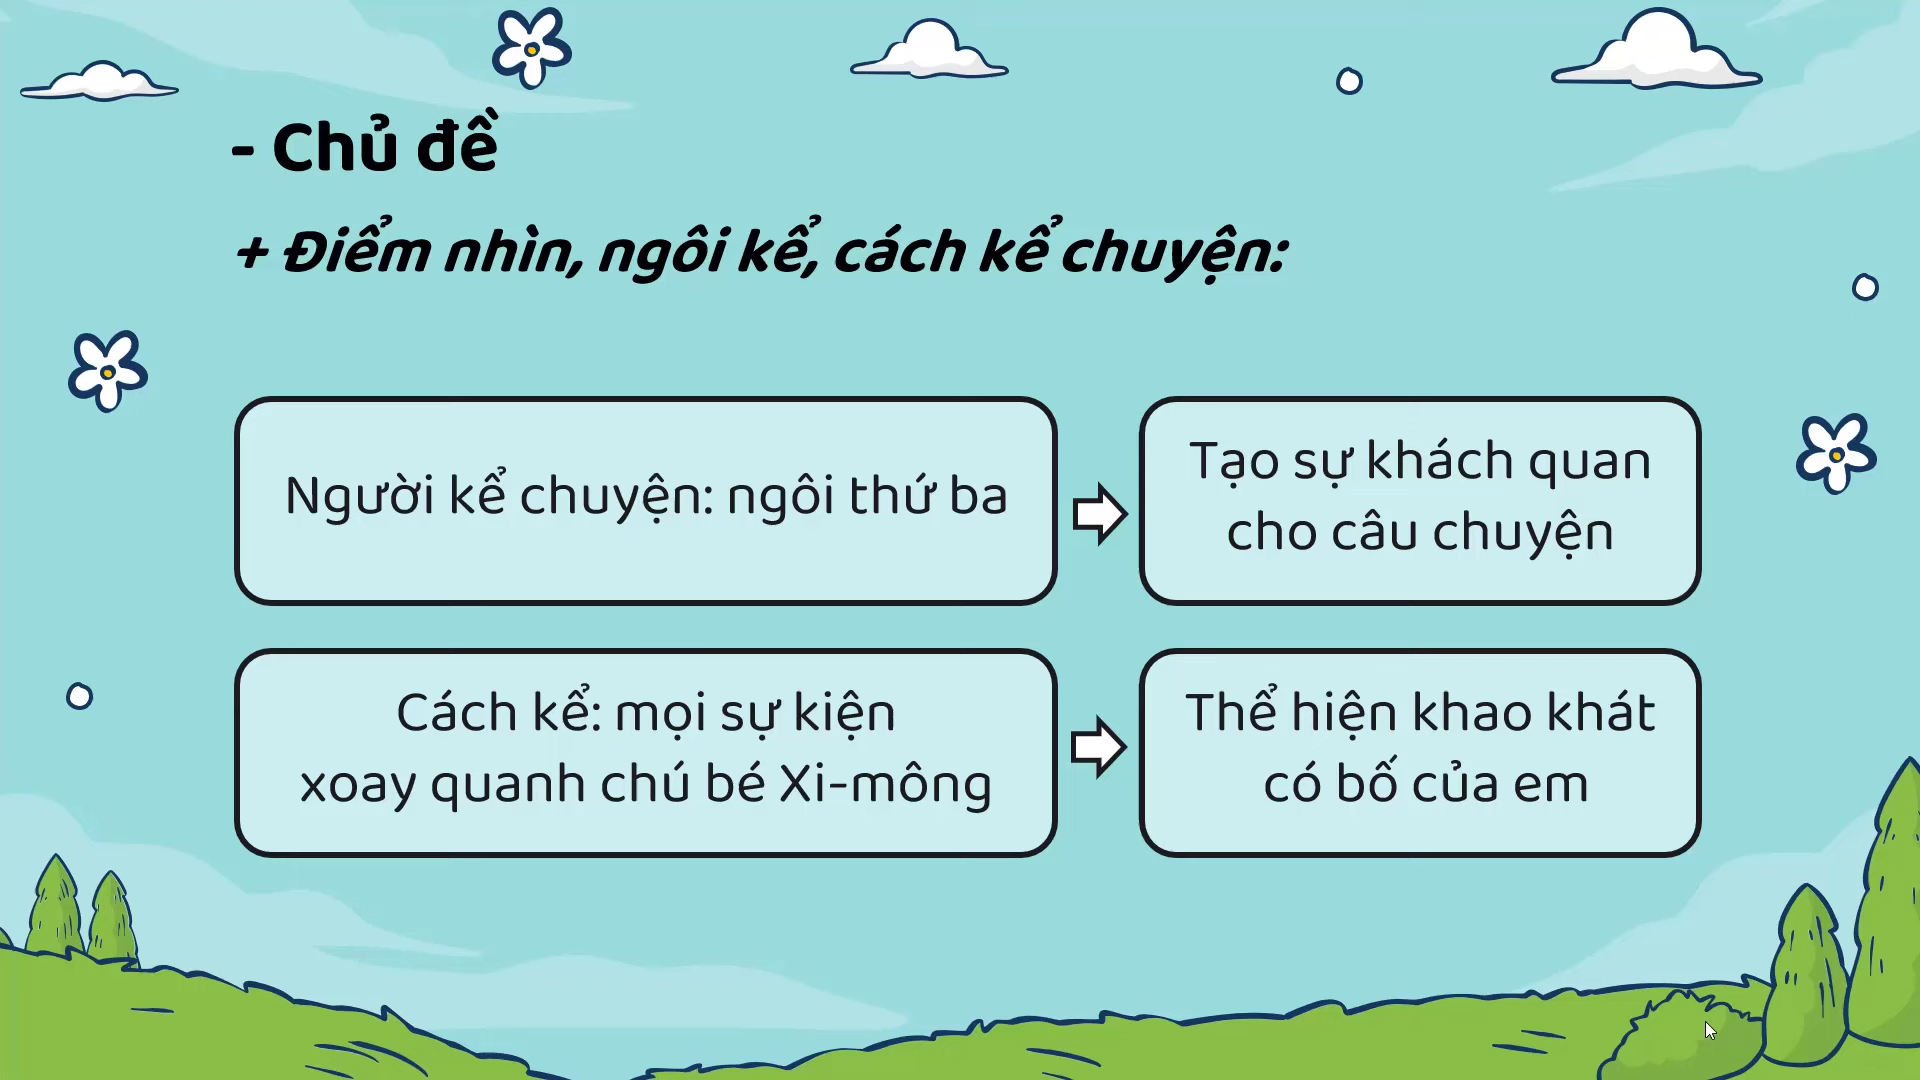 - Chủ đề
+ Điểm nhìn, ngôi kể, cách kể chuyện:
Người kể chuyện: ngôi thứ ba
Tạo sự khách quan
cho câu chuyện
Cách kể: mọi sự kiện
xoay quanh chú bé Xi-mông
Thể hiện khao khát
có bố của em